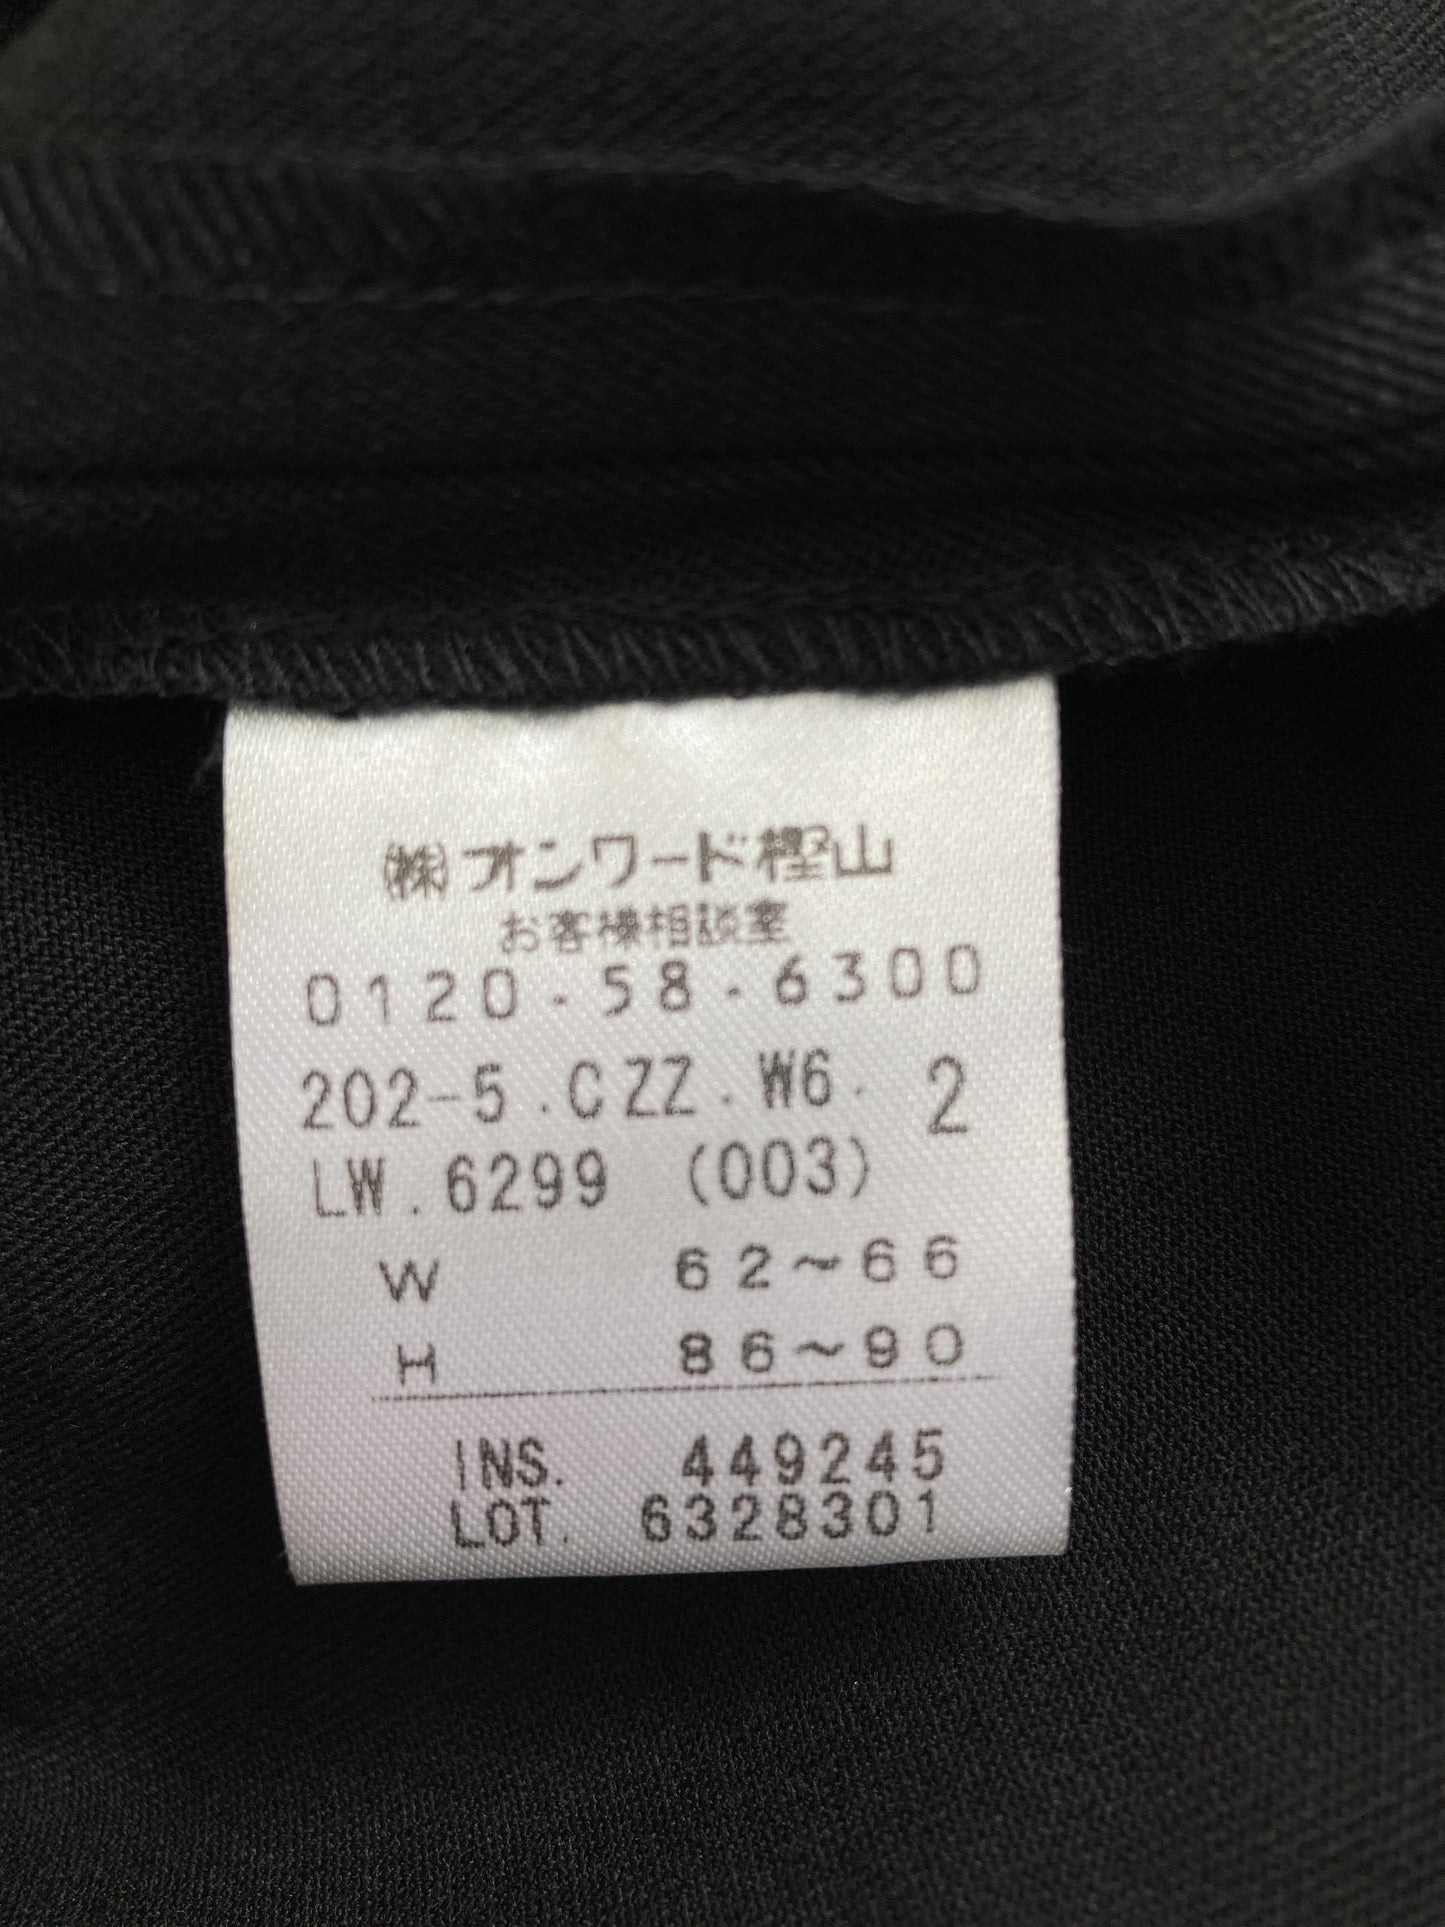 ㈱オンワード樫山
お客様相談室
0120-58-6300
202-5.CZZ.W6. 2
LW.6299 (003)
W 62~66
H 86~90
INS. 449245
LOT. 6328301